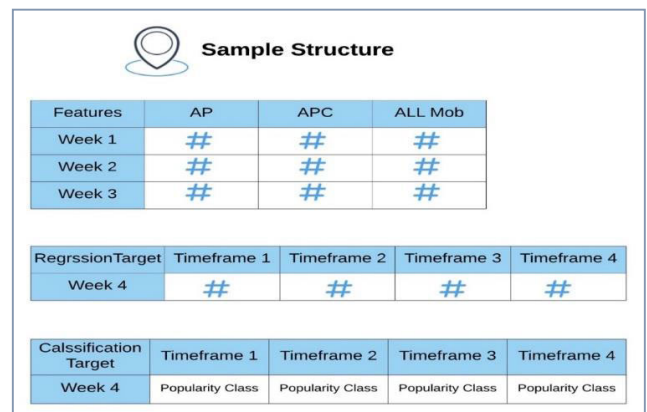 Sample Structure
Features AP APC ALL Mob
Week 1 # # #
Week 2 # # #
Week 3 # # #
RegrssionTarget Timeframe 1 Timeframe 2 Timeframe 3 Timeframe 4
Week 4 # # # #
Calssification
Target Timeframe 1 Timeframe 2 Timeframe 3 Timeframe 4
Week 4 Popularity Class Popularity Class Popularity Class Popularity Class